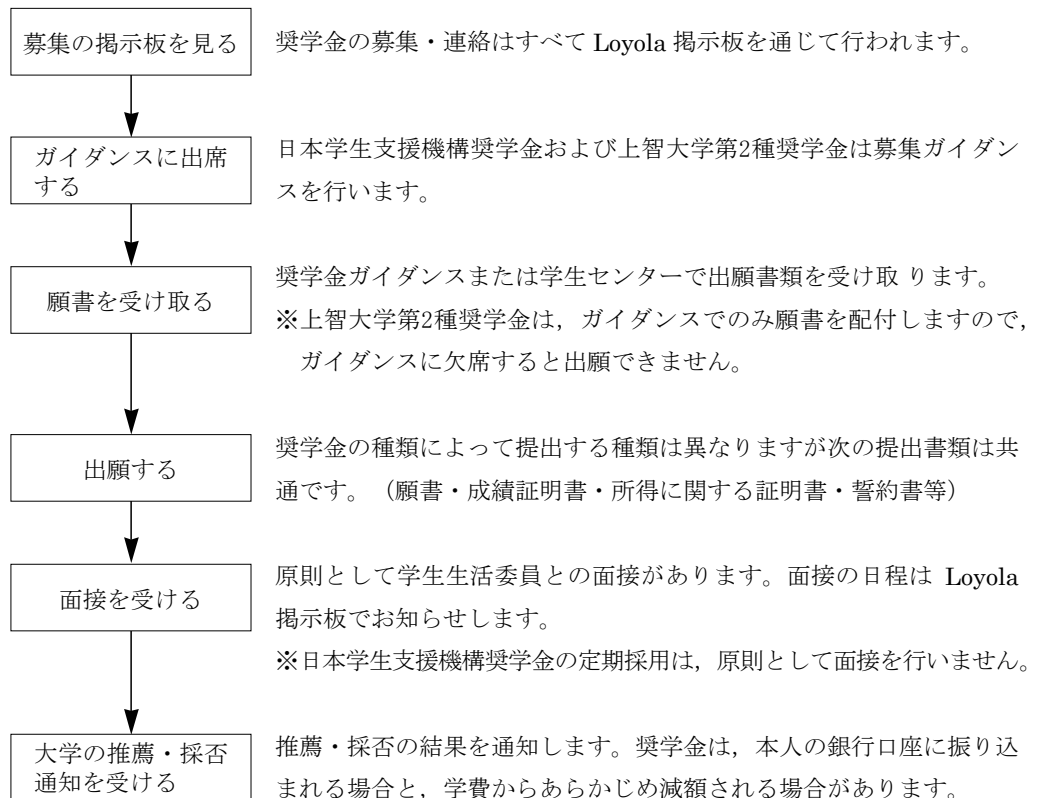 募集の掲示板を見る
奨学金の募集・連絡はすべて Loyola 掲示板を通じて行われます。
ガイダンスに出席
する
日本学生支援機構奨学金および上智大学第2種奨学金は募集ガイダン
スを行います。
願書を受け取る
奨学金ガイダンスまたは学生センターで出願書類を受け取 ります。
※上智大学第2種奨学金は，ガイダンスでのみ願書を配付しますので，
ガイダンスに欠席すると出願できません。
出願する
奨学金の種類によって提出する種類は異なりますが次の提出書類は共
通です。（願書・成績証明書・所得に関する証明書・誓約書等）
面接を受ける
原則として学生生活委員との面接があります。面接の日程は Loyola
掲示板でお知らせします。
※日本学生支援機構奨学金の定期採用は，原則として面接を行いません。
大学の推薦・採否
通知を受ける
推薦・採否の結果を通知します。奨学金は，本人の銀行口座に振り込
まれる場合と，学費からあらかじめ減額される場合があります。